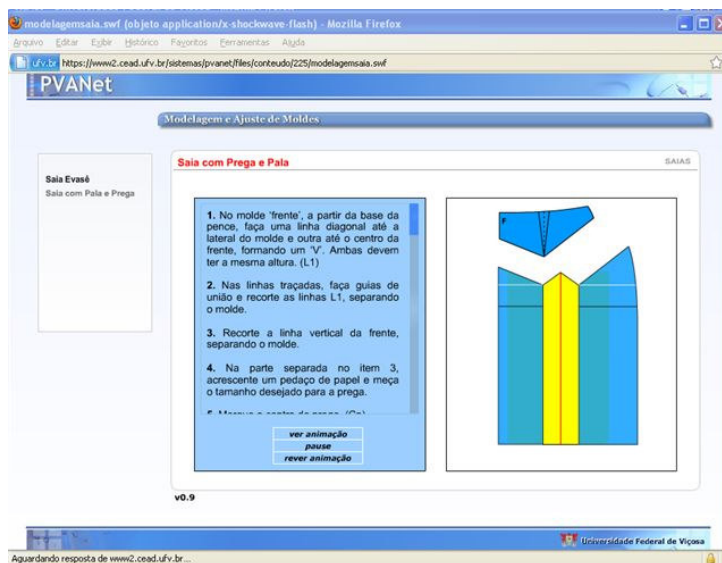 modelagemsaia.swf (objeto application/x-shockwave-flash) - Mozilla Firefox
Arquivo Editar Exibir Histórico Favoritos Ferramentas Ajuda
ufv.br https://www2.cead.ufv.br/sistemas/pvanet/files/conteudo/225/modelagemsaia.swf
PVANet
Modelagem e Ajuste de Moldes
Saia Evasê
Saia com Pala e Prega
Saia com Prega e Pala
SAIAS
1. No molde 'frente', a partir da base da
pence, faça uma linha diagonal até a
lateral do molde e outra até o centro da
frente, formando um 'V'. Ambas devem
ter a mesma altura. (L1)
2. Nas linhas traçadas, faça guias de
união e recorte as linhas L1, separando
o molde.
3. Recorte a linha vertical da frente,
separando o molde.
4. Na parte separada no item 3,
acrescente um pedaço de papel e meça
o tamanho desejado para a prega.
ver animação
pause
rever animação
F
v0.9
Universidade Federal de Viçosa
Aguardando resposta de www2.cead.ufv.br...